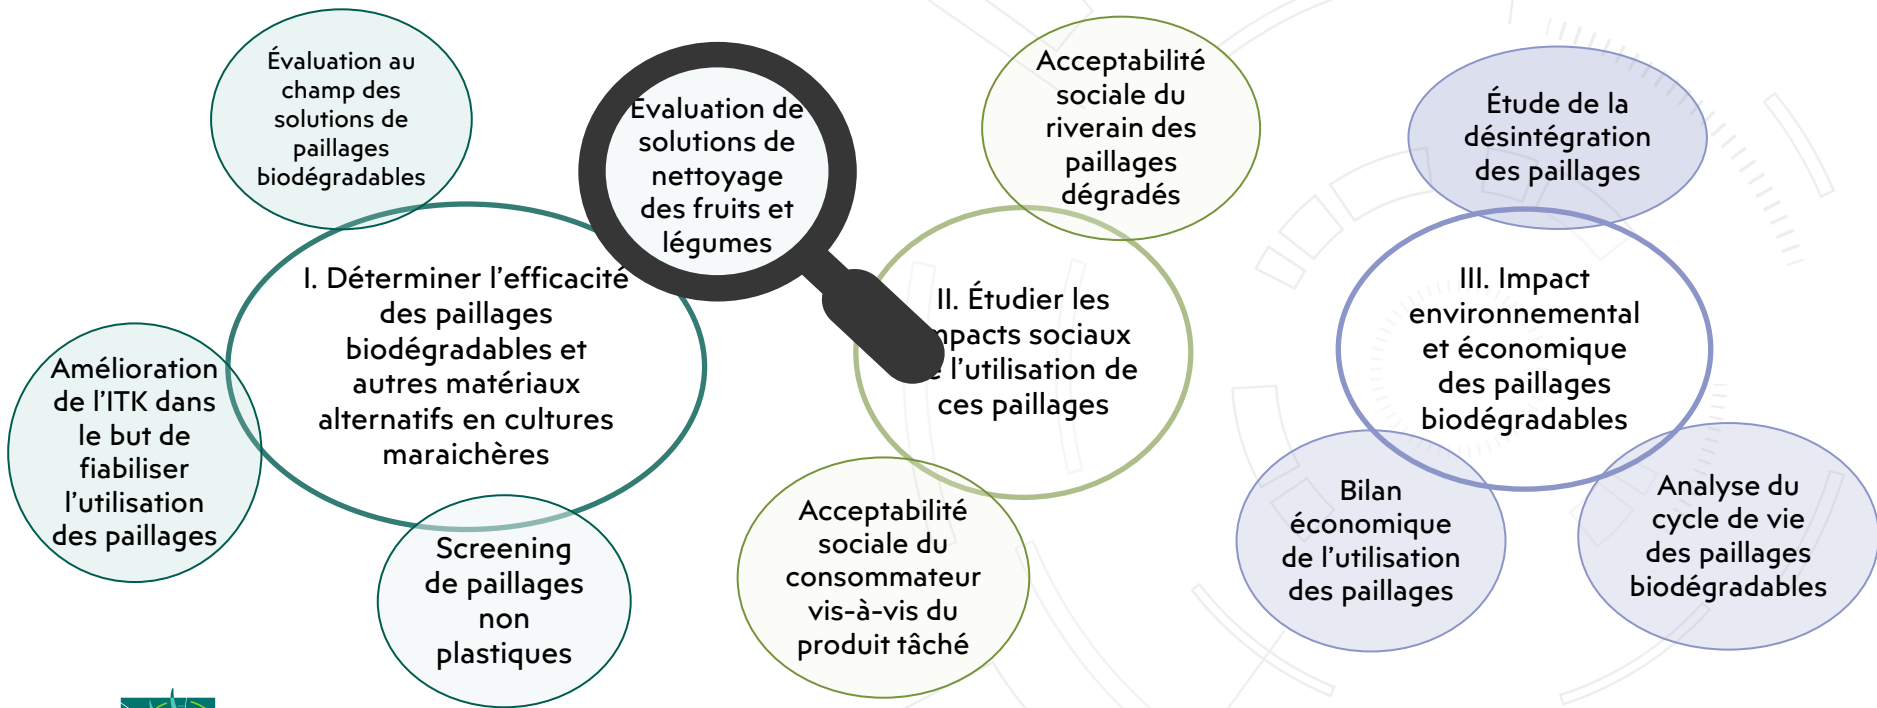 Évaluation au
champ des
solutions de
paillages
biodégradables
Evaluation de
solutions de
nettoyage
des fruits et
légumes
I. Déterminer l'efficacité
des paillages
biodégradables et
autres matériaux
alternatifs en cultures
maraichères
Amélioration
de l'ITK dans
le but de
fiabiliser
l'utilisation
des paillages
Screening
de paillages
non
plastiques
Acceptabilité
sociale du
riverain des
paillages
dégradés
II. Étudier les
mpacts sociaux
e l'utilisation de
ces paillages
Acceptabilité
sociale du
consommateur
vis-à-vis du
produit tâché
Étude de la
désintégration
des paillages
III. Impact
environnemental
et économique
des paillages
biodégradables
Bilan
économique
de l'utilisation
des paillages
Analyse du
cycle de vie
des paillages
biodégradables